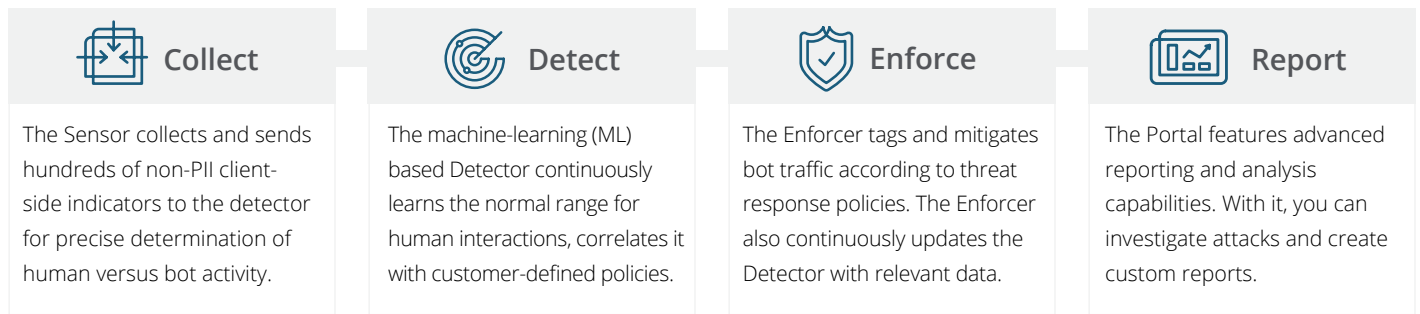 Collect
The Sensor collects and sends
hundreds of non-PII client-
side indicators to the detector
for precise determination of
human versus bot activity.
Detect
The machine-learning (ML)
based Detector continuously
learns the normal range for
human interactions, correlates it
with customer-defined policies.
Enforce
The Enforcer tags and mitigates
bot traffic according to threat
response policies. The Enforcer
also continuously updates the
Detector with relevant data.
Report
The Portal features advanced
reporting and analysis
capabilities. With it, you can
investigate attacks and create
custom reports.